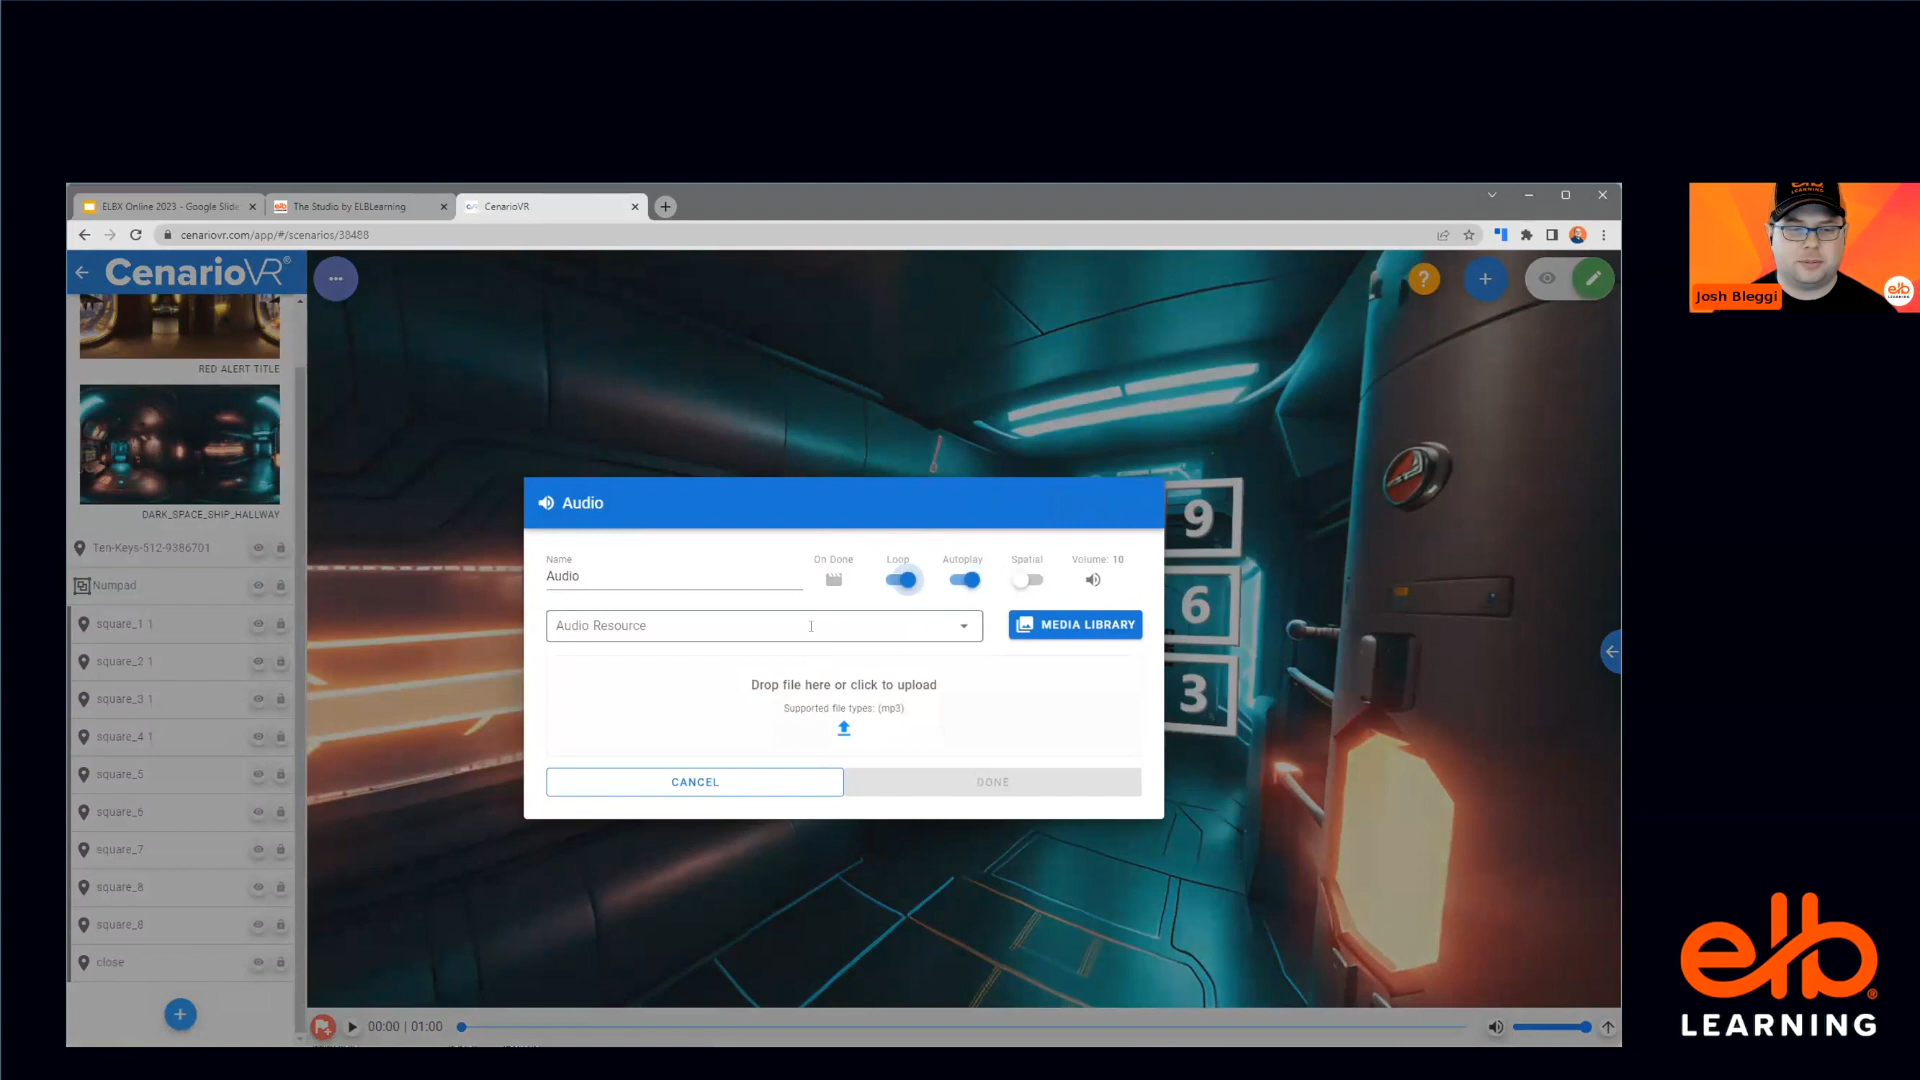 ELBX Online 2023 - Google Slide
The Studio by ELBLearning
CenarioVR
cenariovr.com/app/#/scenarios/38488
CenarioVR®
RED ALERT TITLE
DARK_SPACE_SHIP_HALLWAY
Ten-Keys-512-9386701
Numpad
square_1 1
square_2 1
square_3 1
square_4 1
square_5
square_6
square_7
square_8
square_8
close
?
9
6
3
Audio
Name
Audio
On Done
Loop
Autoplay
Spatial
Volume: 10
Audio Resource
MEDIA LIBRARY
Drop file here or click to upload
Supported file types: (mp3)
CANCEL
DONE
00:00 | 01:00
Josh Bleggi
elb
LEARNING
elb®
LEARNING